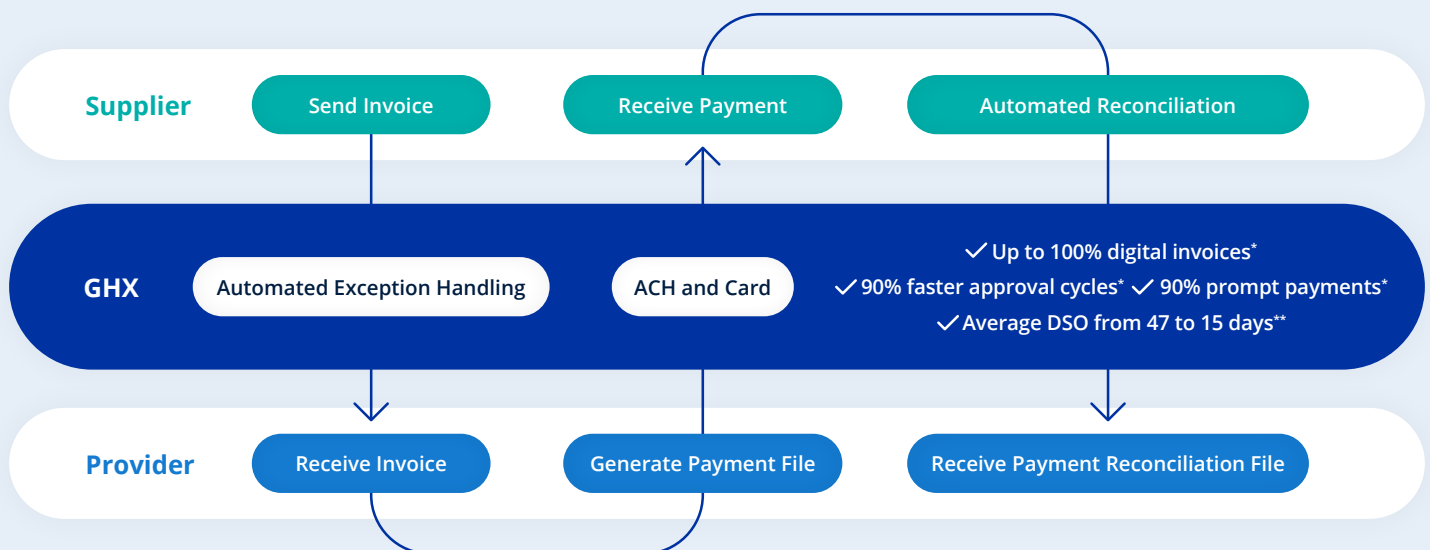 Supplier
Send Invoice
Receive Payment
Automated Reconciliation
GHX
Automated Exception Handling
ACH and Card
✓ Up to 100% digital invoices*
✓ 90% faster approval cycles* ✓ 90% prompt payments*
✓ Average DSO from 47 to 15 days**
Provider
Receive Invoice
Generate Payment File
Receive Payment Reconciliation File